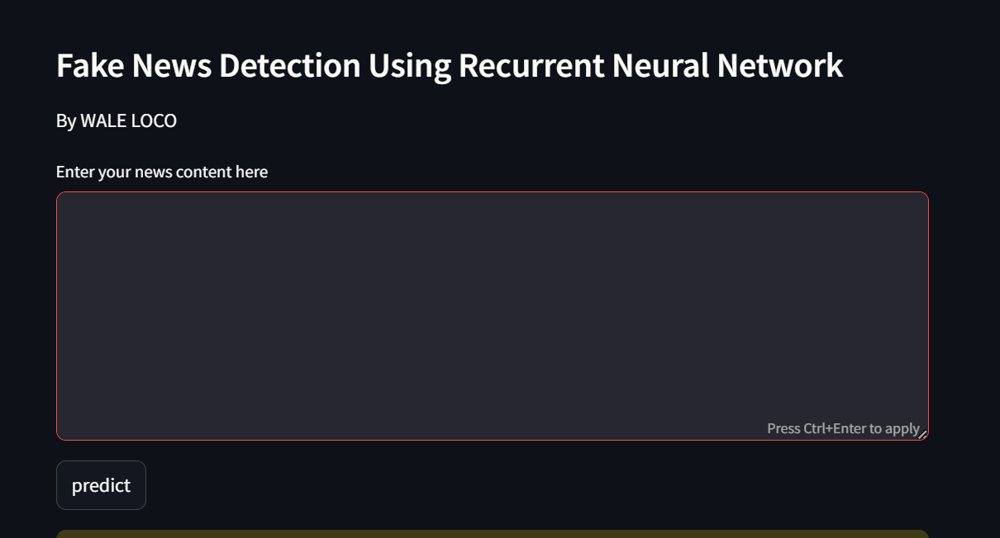 Fake News Detection Using Recurrent Neural Network
By WALE LOCO
Enter your news content here
Press Ctrl+Enter to apply
predict